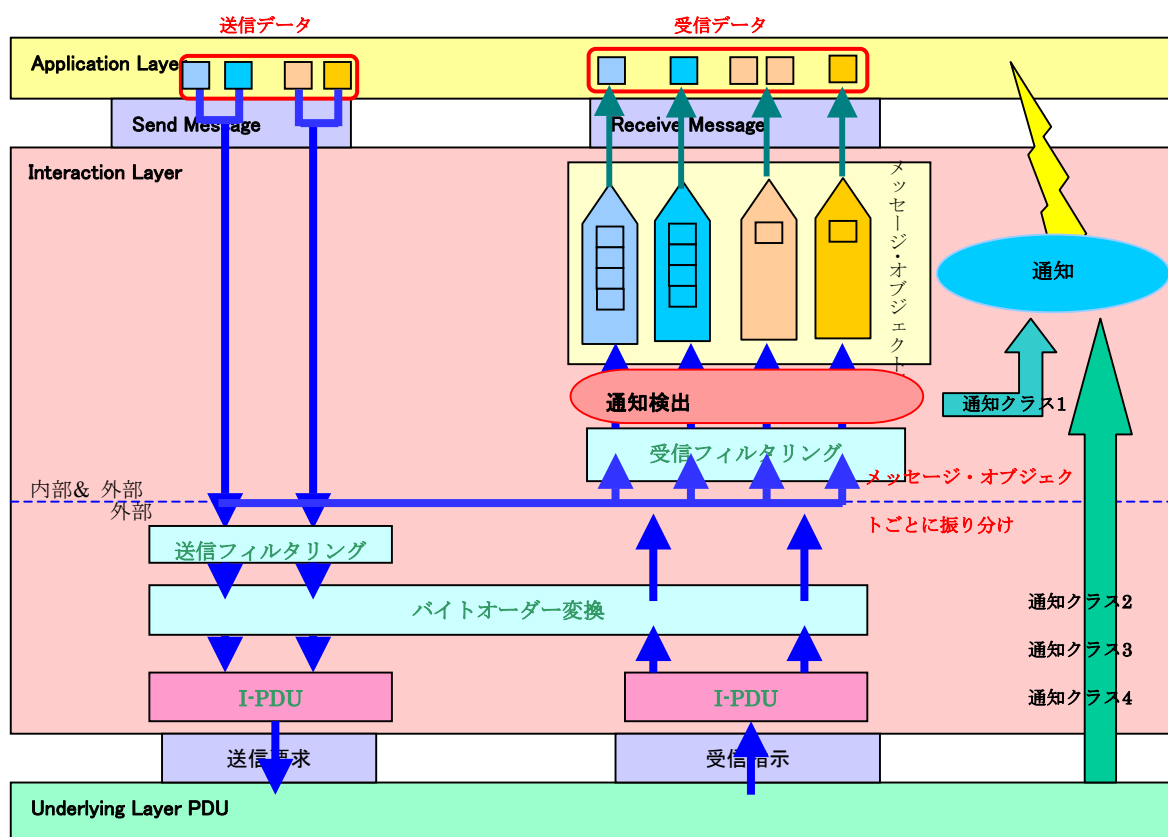 送信データ
受信データ
Application Layer
Send Message
Receive Message
Interaction Layer
メッセージ・オブジェクト
通知
通知検出
通知クラス1
受信フィルタリング
メッセージ・オブジェク
トごとに振り分け
内部& 外部
外部
送信フィルタリング
バイトオーダー変換
通知クラス2
通知クラス3
通知クラス4
I-PDU
I-PDU
送信要求
受信指示
Underlying Layer PDU